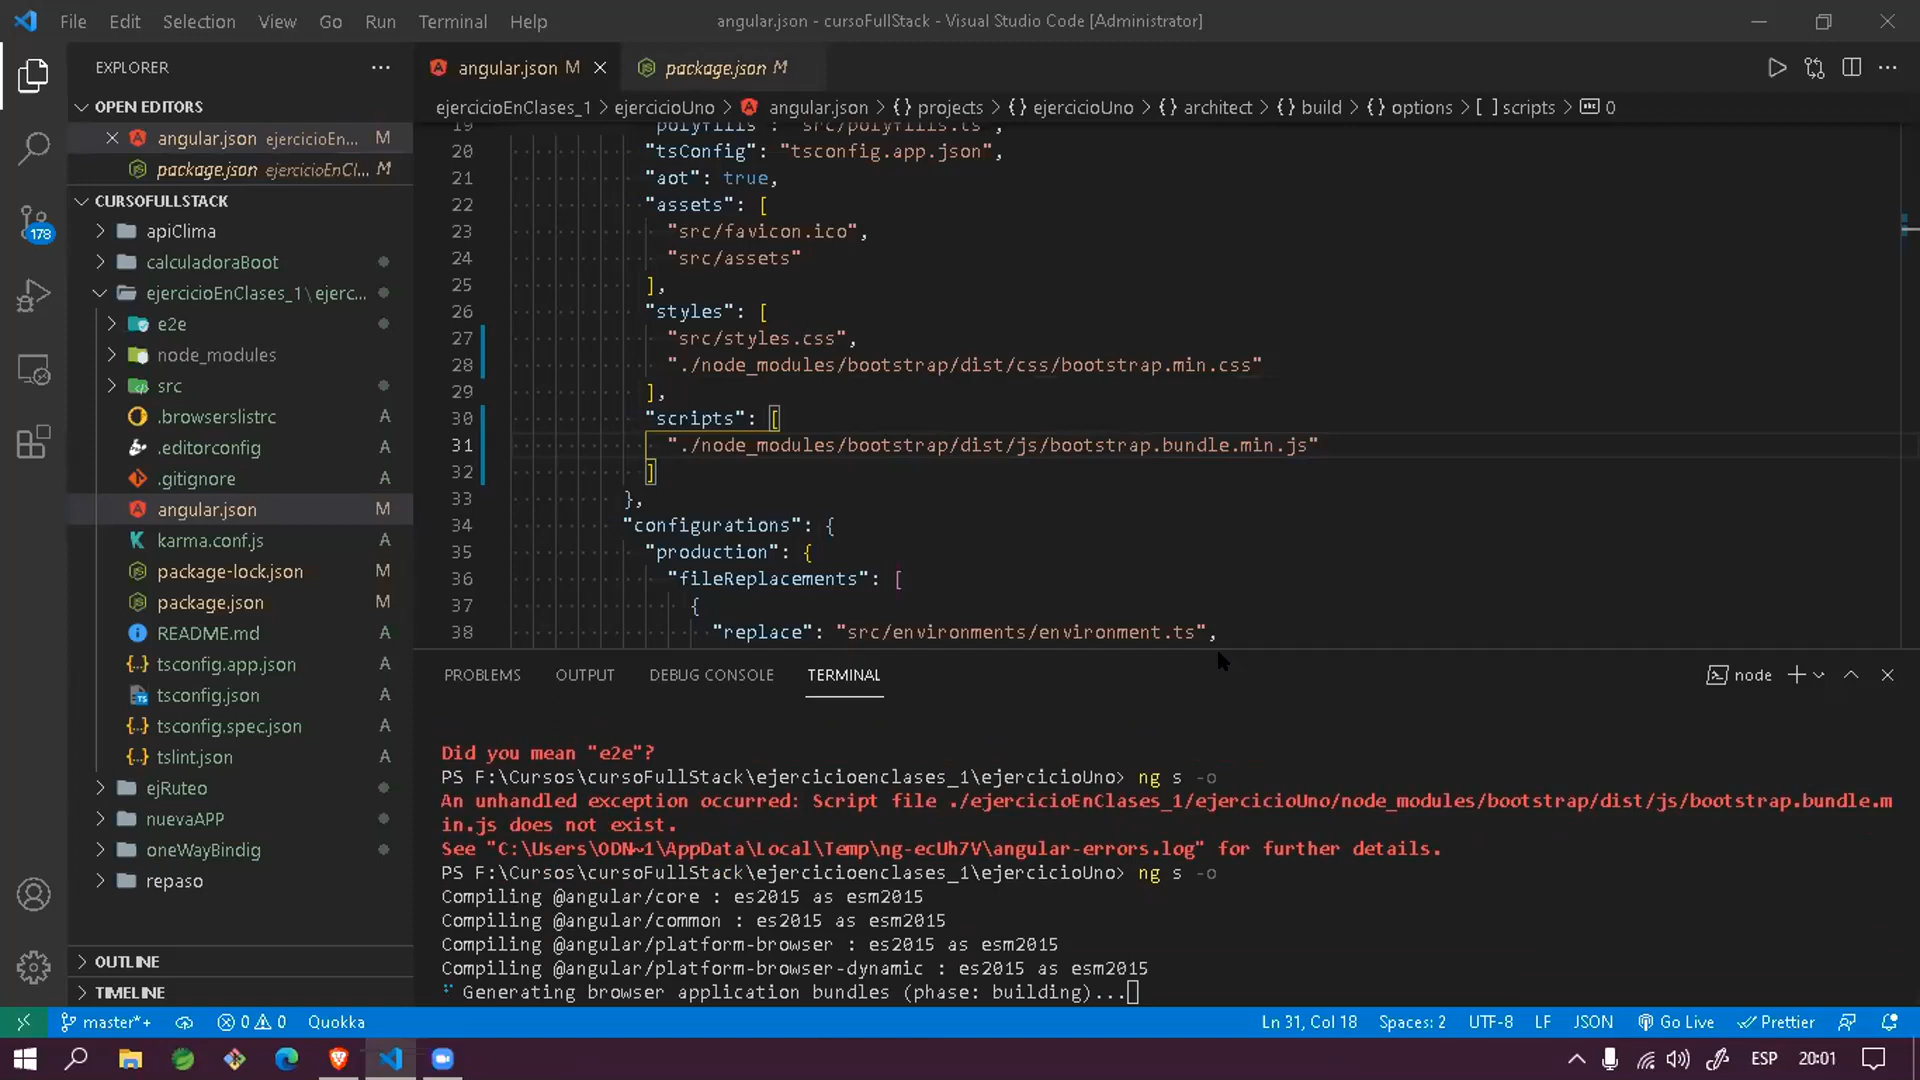 File Edit Selection View Go Run Terminal Help
angular.json - cursoFullStack - Visual Studio Code [Administrator]
EXPLORER
OPEN EDITORS
angular.json ejercicioEn... M
package.json ejercicioEnCl... M
CURSOFULLSTACK
apiClima
calculadoraBoot
ejercicioEnClases_1 \ ejerc...
e2e
node_modules
src
.browserslistrc A
.editorconfig A
.gitignore A
angular.json M
karma.conf.js A
package-lock.json M
package.json M
README.md A
tsconfig.app.json A
tsconfig.json A
tsconfig.spec.json A
tslint.json A
ejRuteo
nuevaAPP
oneWayBindig
repaso
OUTLINE
TIMELINE
178
angular.json M
package.json M
ejercicioEnClases_1 > ejercicioUno > angular.json > {} projects > {} ejercicioUno > {} architect > {} build > {} options > [ ] scripts > abc 0
19 "polyfills": "src/polyfills.ts",
20 "tsConfig": "tsconfig.app.json",
21 "aot": true,
22 "assets": [
23 "src/favicon.ico",
24 "src/assets"
25 ],
26 "styles": [
27 "src/styles.css",
28 "./node_modules/bootstrap/dist/css/bootstrap.min.css"
29 ],
30 "scripts": [
31 "./node_modules/bootstrap/dist/js/bootstrap.bundle.min.js"
32 ]
33 },
34 "configurations": {
35 "production": {
36 "fileReplacements": [
37 {
38 "replace": "src/environments/environment.ts",
PROBLEMS OUTPUT DEBUG CONSOLE TERMINAL
node
Did you mean "e2e"?
PS F:\Cursos\cursoFullStack\ejercicioenclases_1\ejercicioUno> ng s -o
An unhandled exception occurred: Script file ./ejercicioEnClases_1/ejercicioUno/node_modules/bootstrap/dist/js/bootstrap.bundle.m
in.js does not exist.
See "C:\Users\ODN~1\AppData\Local\Temp\ng-ecUh7V\angular-errors.log" for further details.
PS F:\Cursos\cursoFullStack\ejercicioenclases_1\ejercicioUno> ng s -o
Compiling @angular/core : es2015 as esm2015
Compiling @angular/common : es2015 as esm2015
Compiling @angular/platform-browser : es2015 as esm2015
Compiling @angular/platform-browser-dynamic : es2015 as esm2015
Generating browser application bundles (phase: building)...
master*+ 0 0 Quokka Ln 31, Col 18 Spaces: 2 UTF-8 LF JSON Go Live Prettier
ESP 20:01